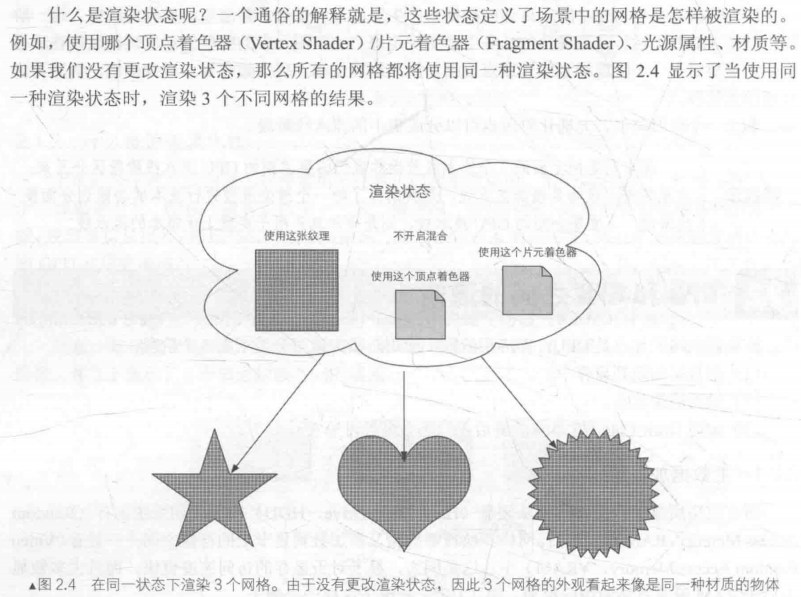 什么是渲染状态呢？一个通俗的解释就是，这些状态定义了场景中的网格是怎样被渲染的。
例如，使用哪个顶点着色器（Vertex Shader）/片元着色器（Fragment Shader）、光源属性、材质等。
如果我们没有更改渲染状态，那么所有的网格都将使用同一种渲染状态。图 2.4 显示了当使用同
一种渲染状态时，渲染 3 个不同网格的结果。
渲染状态
使用这张纹理
不开启混合
使用这个片元着色器
使用这个顶点着色器
▲图2.4 在同一状态下渲染3个网格。由于没有更改渲染状态，因此3个网格的外观看起来像是同一种材质的物体